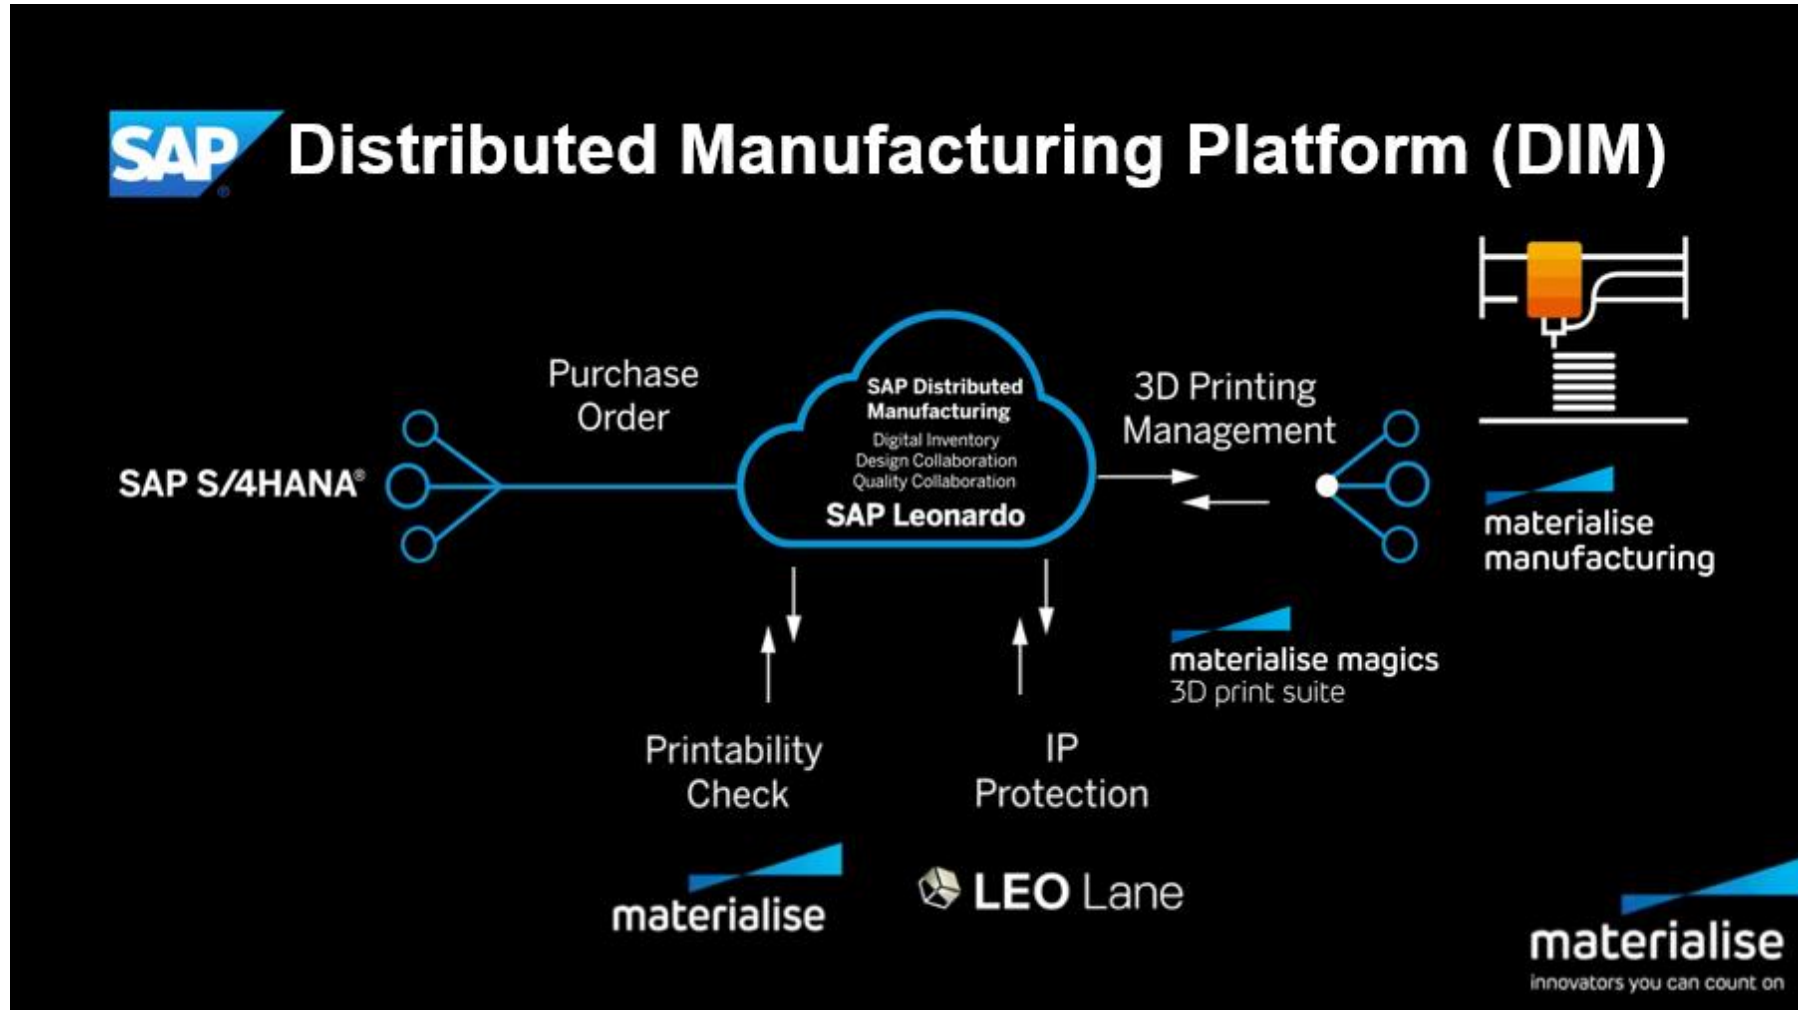 SAP® Distributed Manufacturing Platform (DIM)
Purchase
Order
SAP S/4HANA®
SAP Distributed
Manufacturing
Digital Inventory
Design Collaboration
Quality Collaboration
SAP Leonardo
3D Printing
Management
materialise
manufacturing
materialise magics
3D print suite
Printability
Check
materialise
IP
Protection
LEO Lane
materialise
innovators you can count on